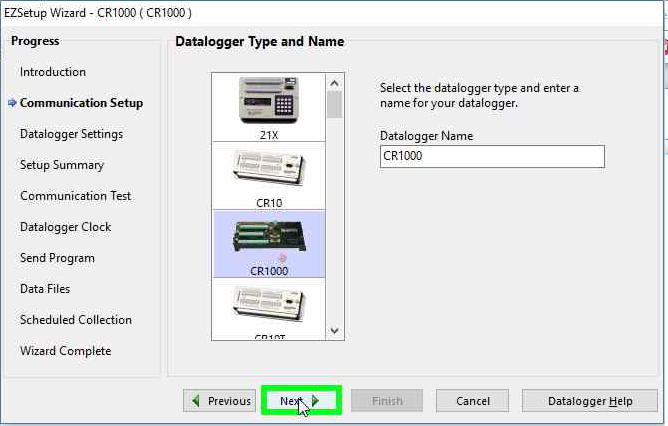 EZSetup Wizard - CR1000 ( CR1000 )
Progress
Introduction
Communication Setup
Datalogger Settings
Setup Summary
Communication Test
Datalogger Clock
Send Program
Data Files
Scheduled Collection
Wizard Complete
Datalogger Type and Name
21X
CR10
CR1000
CR10T
Select the datalogger type and enter a
name for your datalogger.
Datalogger Name
CR1000
Previous
Next
Finish
Cancel
Datalogger Help